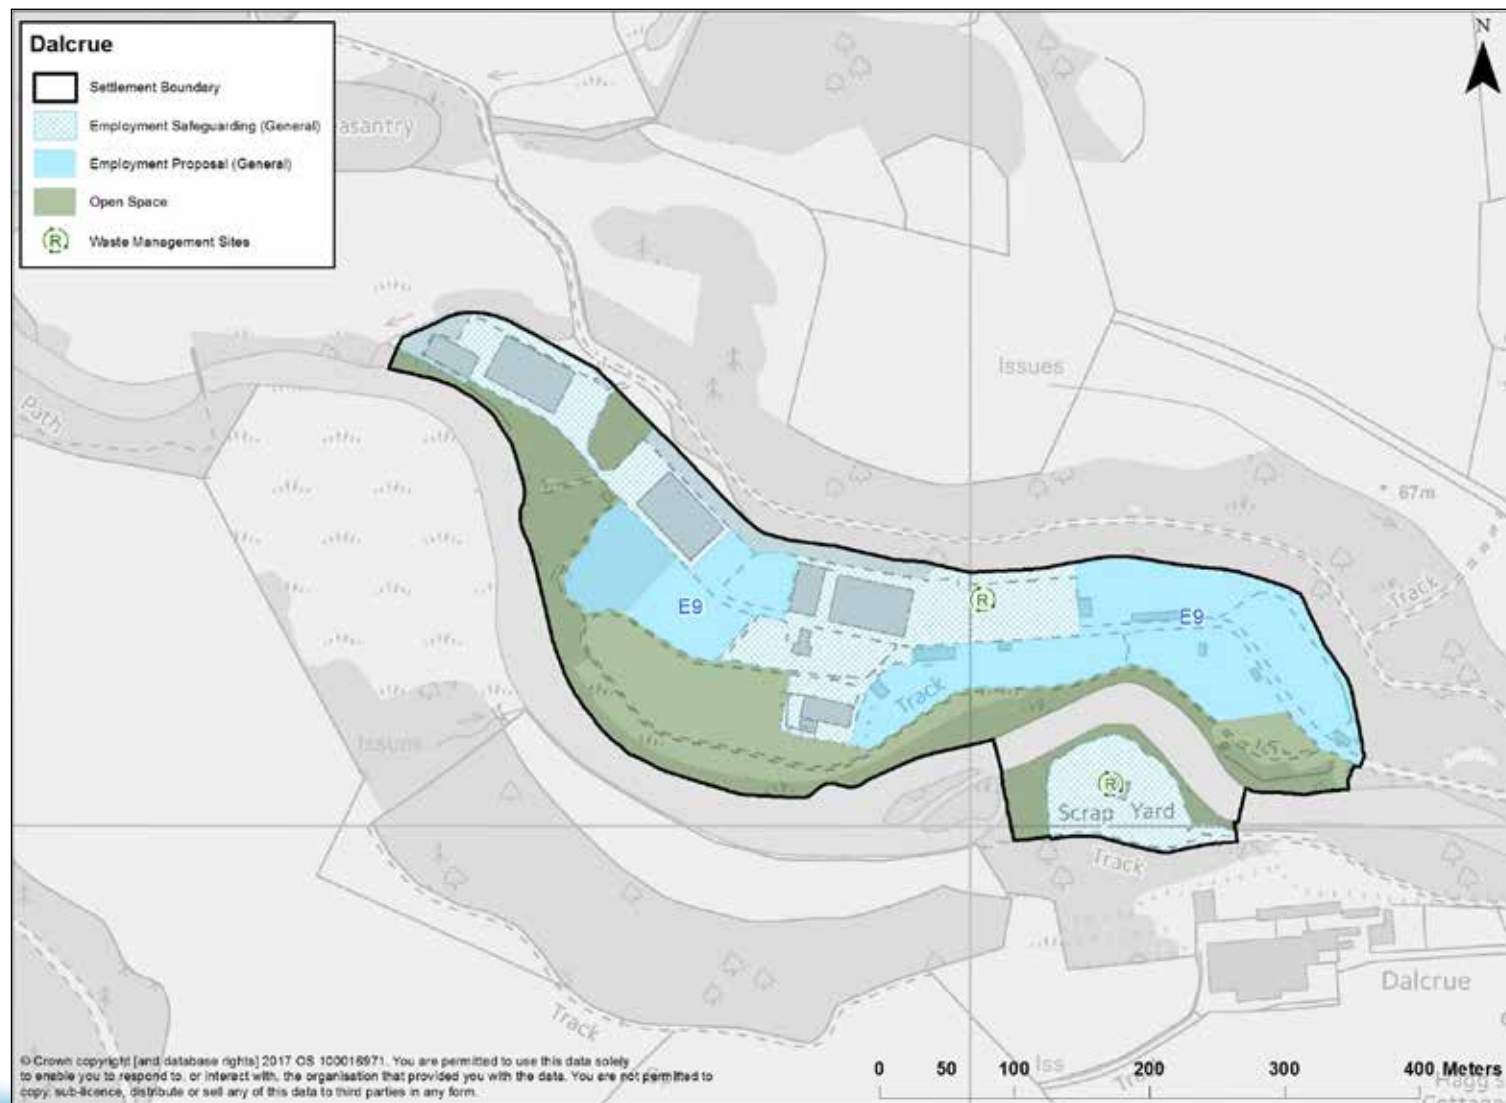 Dalcrue
Settlement Boundary
Employment Safeguarding (General)
Employment Proposal (General)
Open Space
R Waste Management Sites
N
asantry
Issues
67m
Path
Track
E9
E9
R
Track
Issues
R
Scrap Yard
Track
Dalcrue
Track
Iss
0 50 100 200 300 400 Meters
© Crown copyright [and database rights] 2017 OS 100016971. You are permitted to use this data solely
to enable you to respond to, or interact with, the organisation that provided you with the data. You are not permitted to
copy, sub-licence, distribute or sell any of this data to third parties in any form.